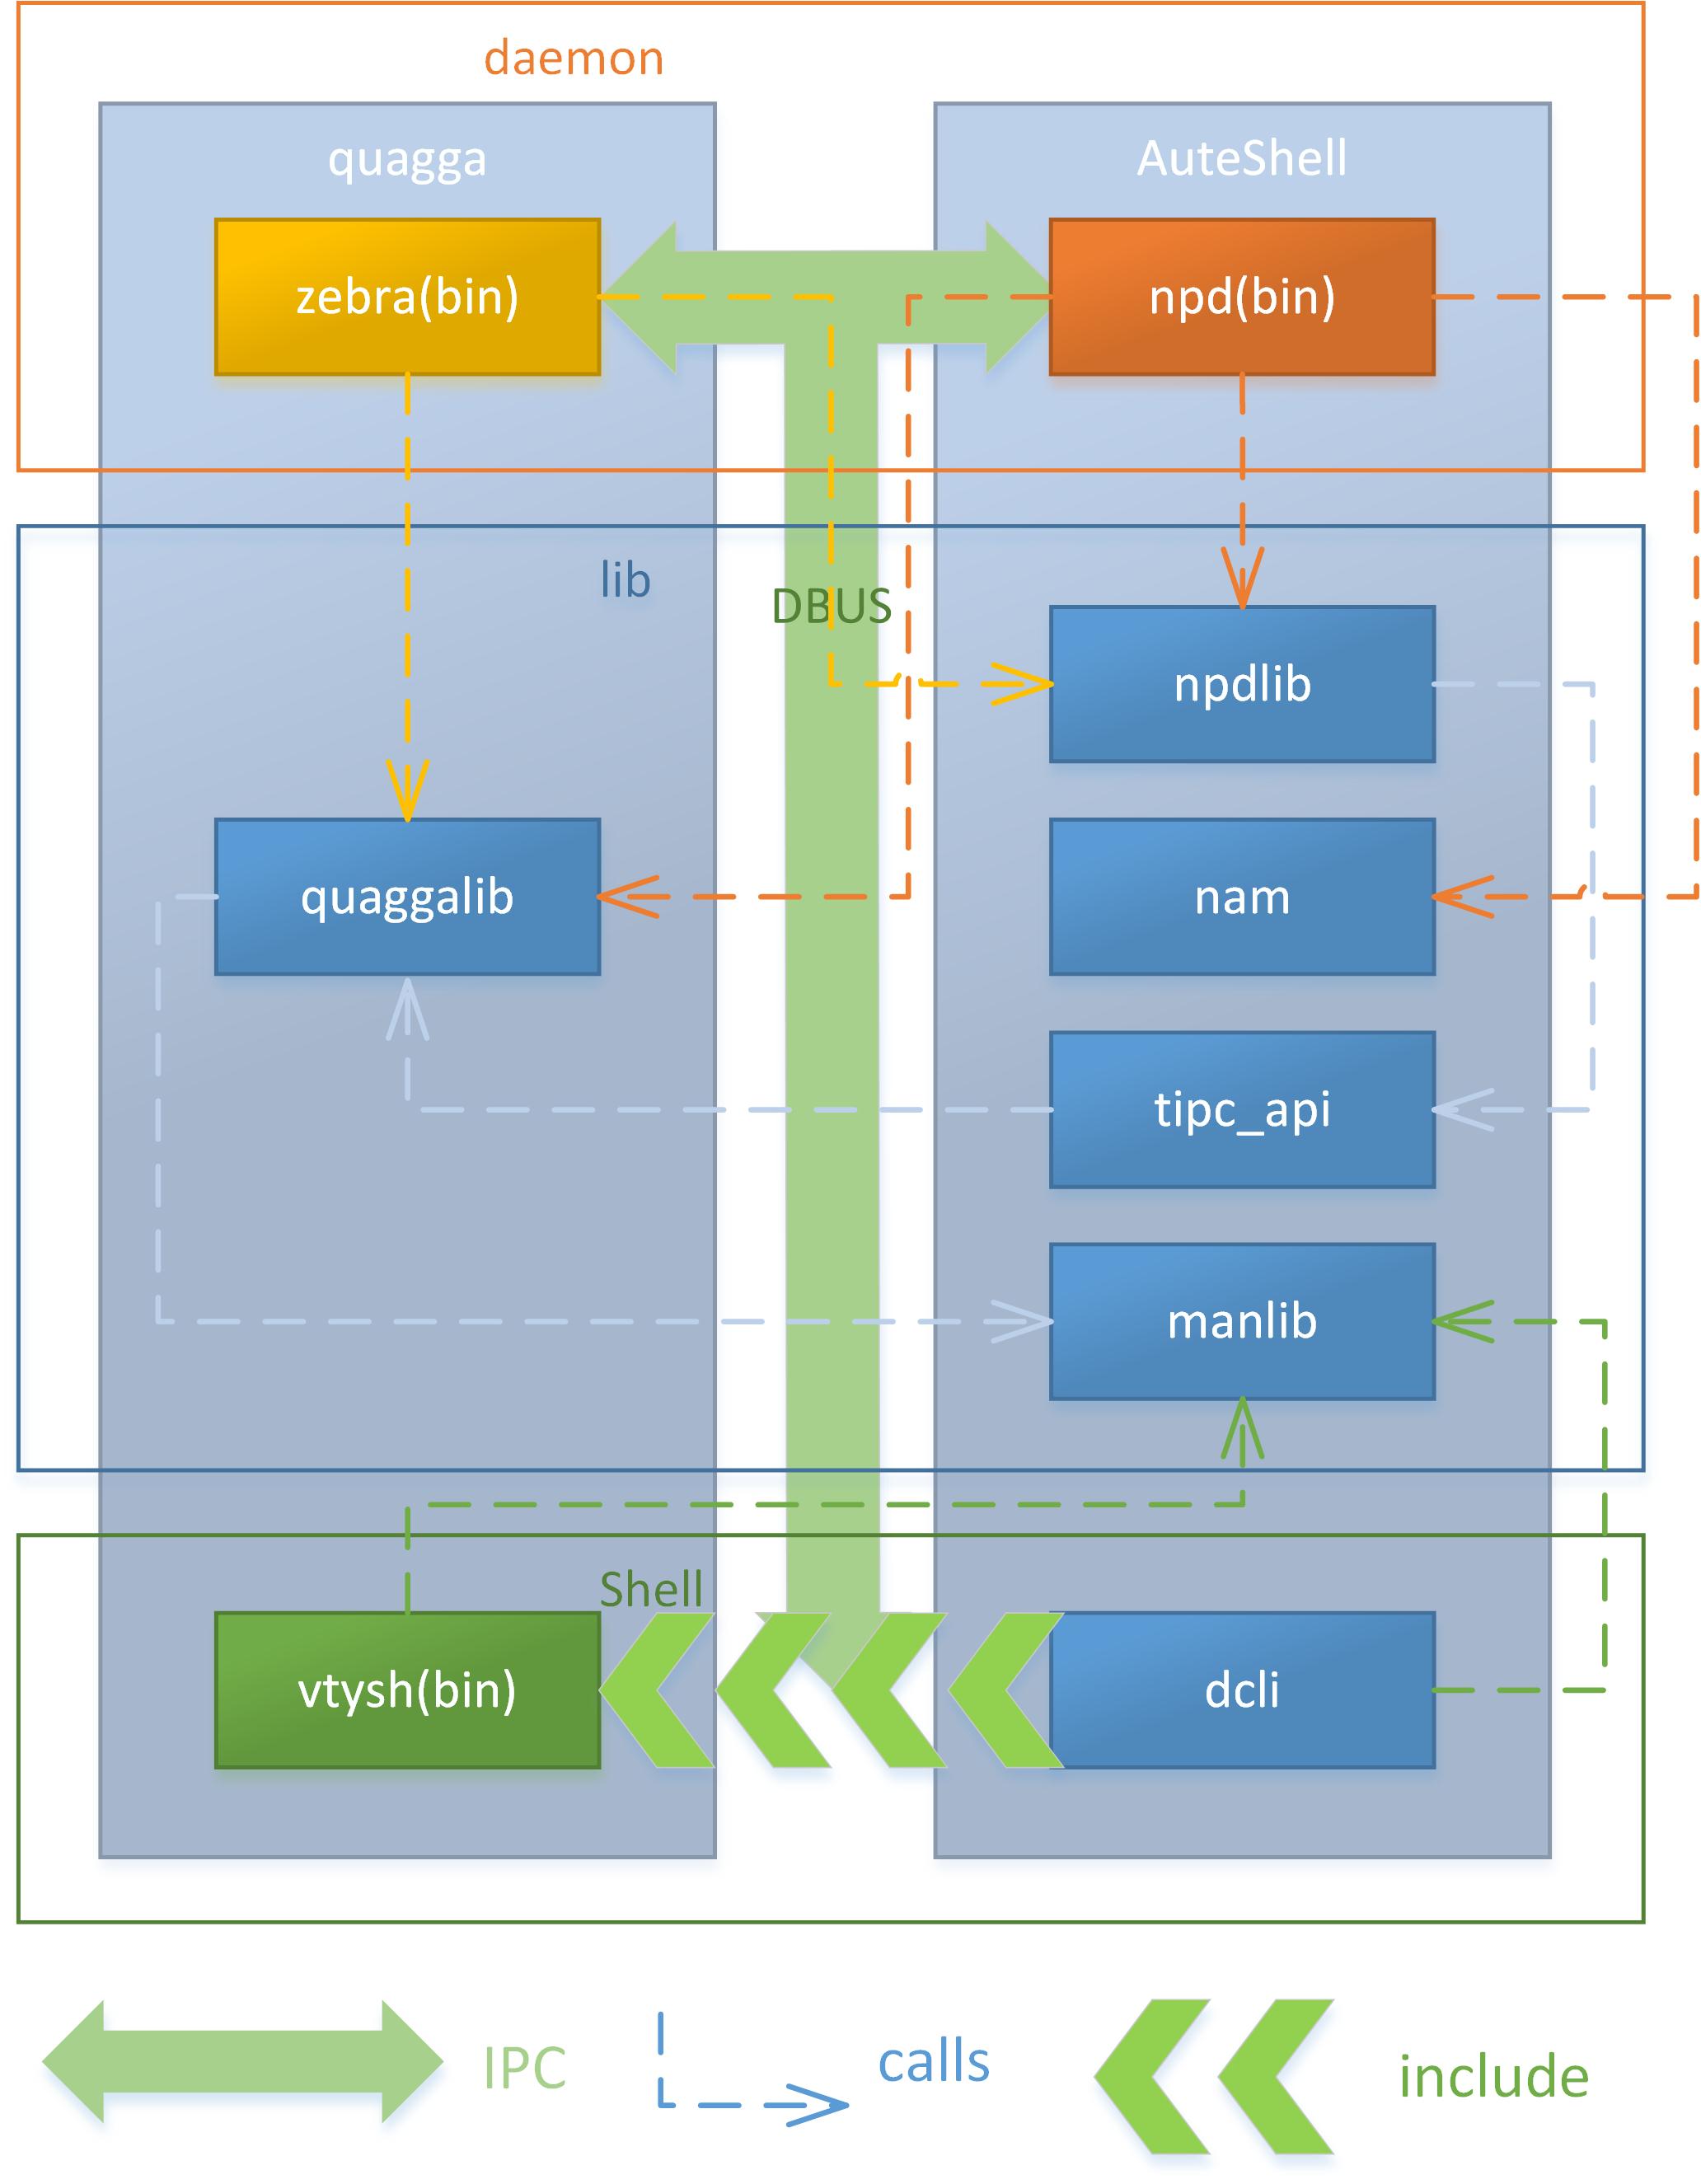 daemon
quagga
AuteShell
zebra(bin)
npd(bin)
lib
DBUS
npdlib
quaggalib
nam
tipc_api
manlib
Shell
vtysh(bin)
dcli
IPC
calls
include